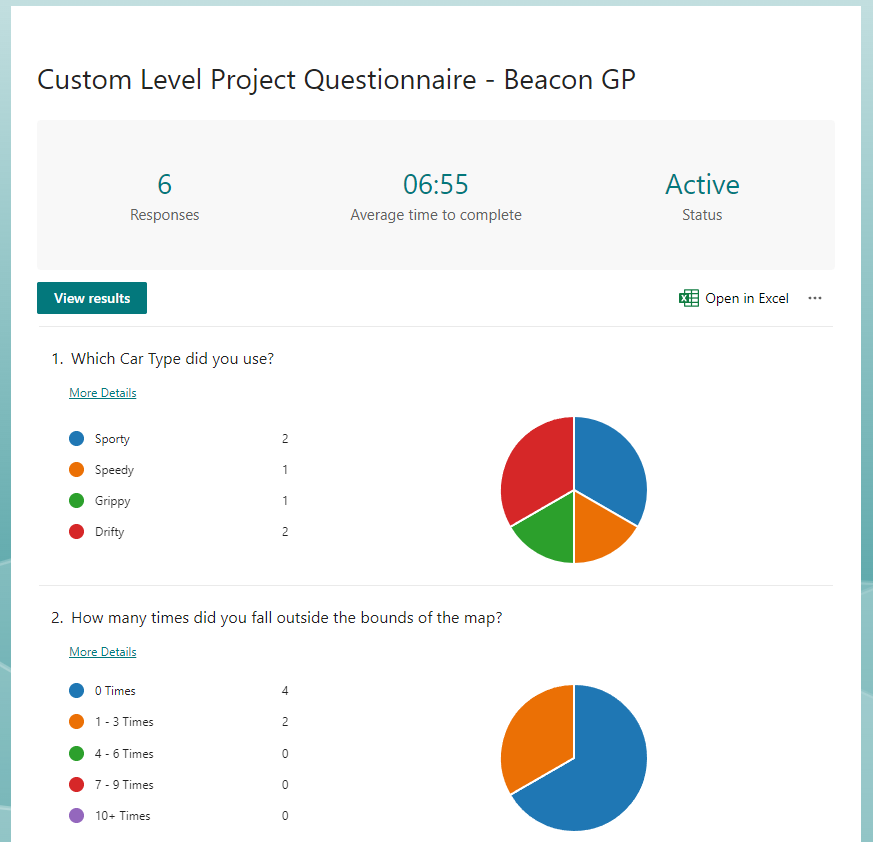 Custom Level Project Questionnaire - Beacon GP
6 06:55 Active
Responses Average time to complete Status
View results Open in Excel ...
1. Which Car Type did you use?
More Details
Sporty 2
Speedy 1
Grippy 1
Drifty 2
2. How many times did you fall outside the bounds of the map?
More Details
0 Times 4
1 - 3 Times 2
4 - 6 Times 0
7 - 9 Times 0
10+ Times 0